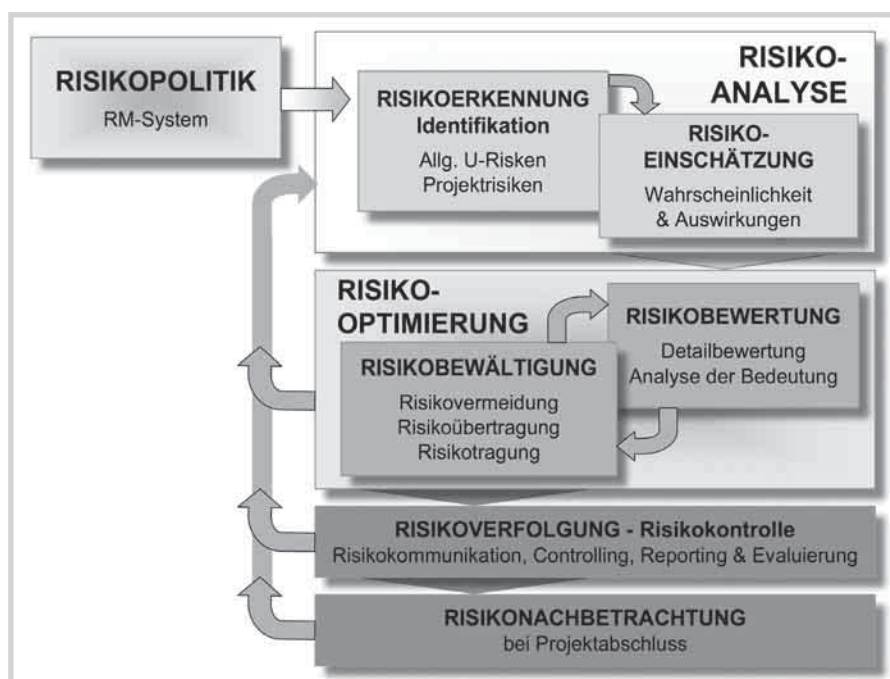 RISIKOPOLITIK
RM-System
RISIKO-
ANALYSE
RISIKOERKENNUNG
Identifikation
Allg. U-Risken
Projektrisiken
RISIKO-
EINSCHÄTZUNG
Wahrscheinlichkeit
& Auswirkungen
RISIKO-
OPTIMIERUNG
RISIKOBEWERTUNG
Detailbewertung
Analyse der Bedeutung
RISIKOBEWÄLTIGUNG
Risikovermeidung
Risikoübertragung
Risikotragung
RISIKOVERFOLGUNG - Risikokontrolle
Risikokommunikation, Controlling, Reporting & Evaluierung
RISIKONACHBETRACHTUNG
bei Projektabschluss